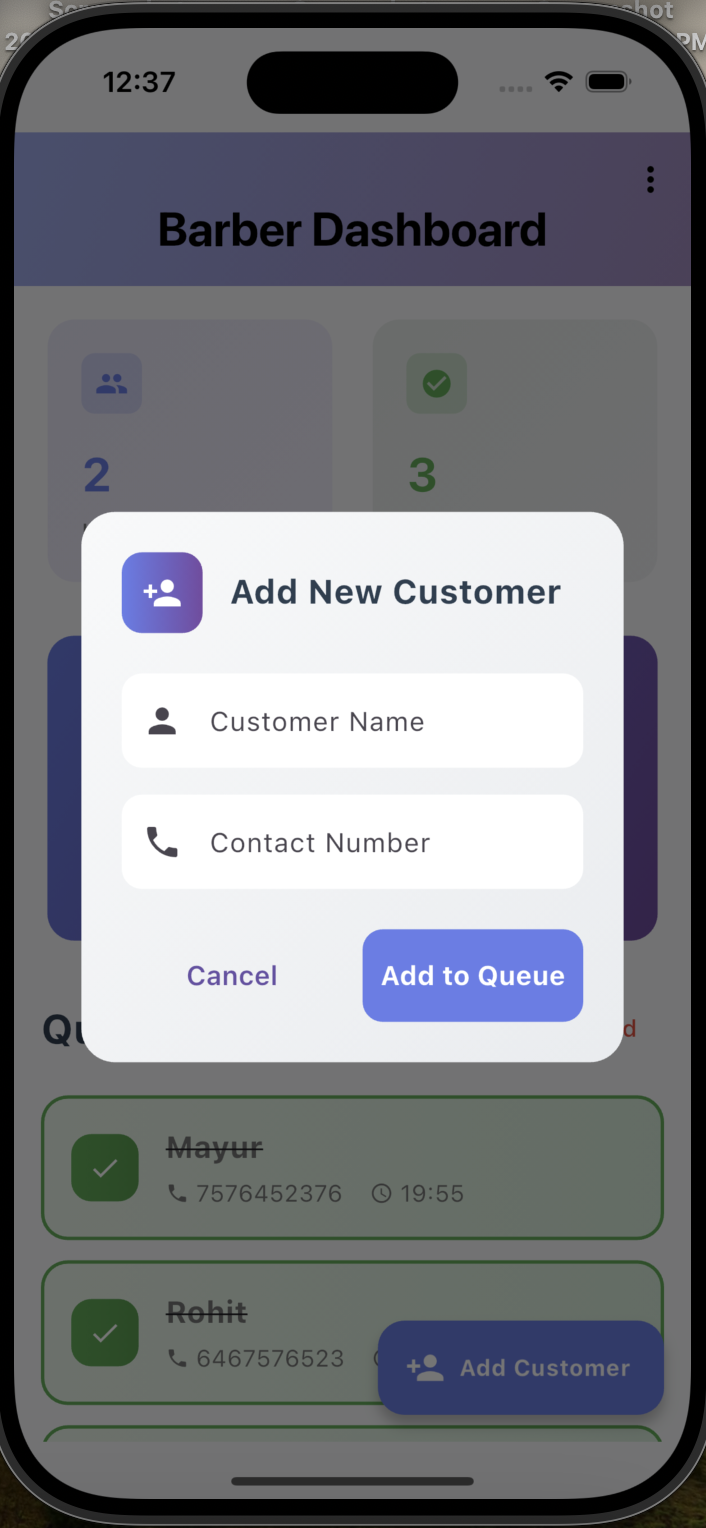 12:37
Barber Dashboard
2
3
Add New Customer
Customer Name
Contact Number
Cancel
Add to Queue
Mayur
7576452376 19:55
Rohit
6467576523
Add Customer